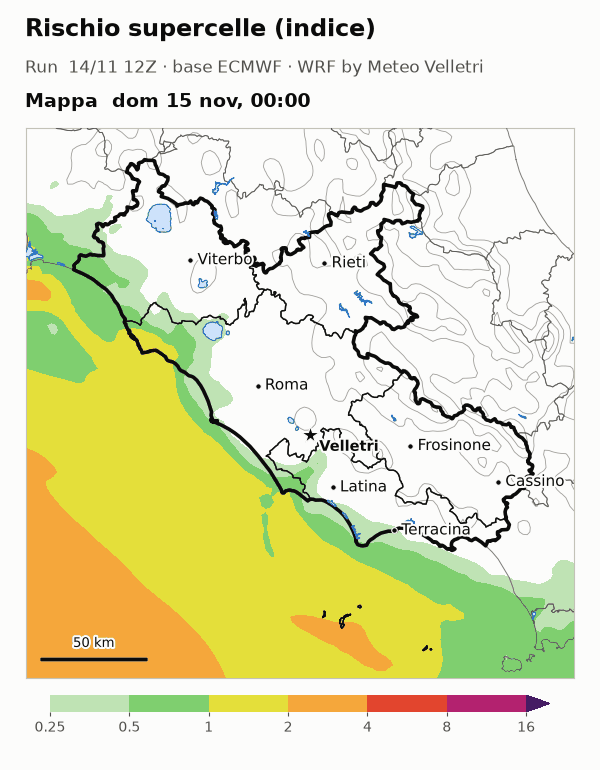 Rischio supercelle (indice)
Run 14/11 12Z · base ECMWF · WRF by Meteo Velletri
Mappa dom 15 nov, 00:00
Viterbo
Rieti
Roma
Velletri
Frosinone
Latina
Cassino
Terracina
50 km
0.25 0.5 1 2 4 8 16